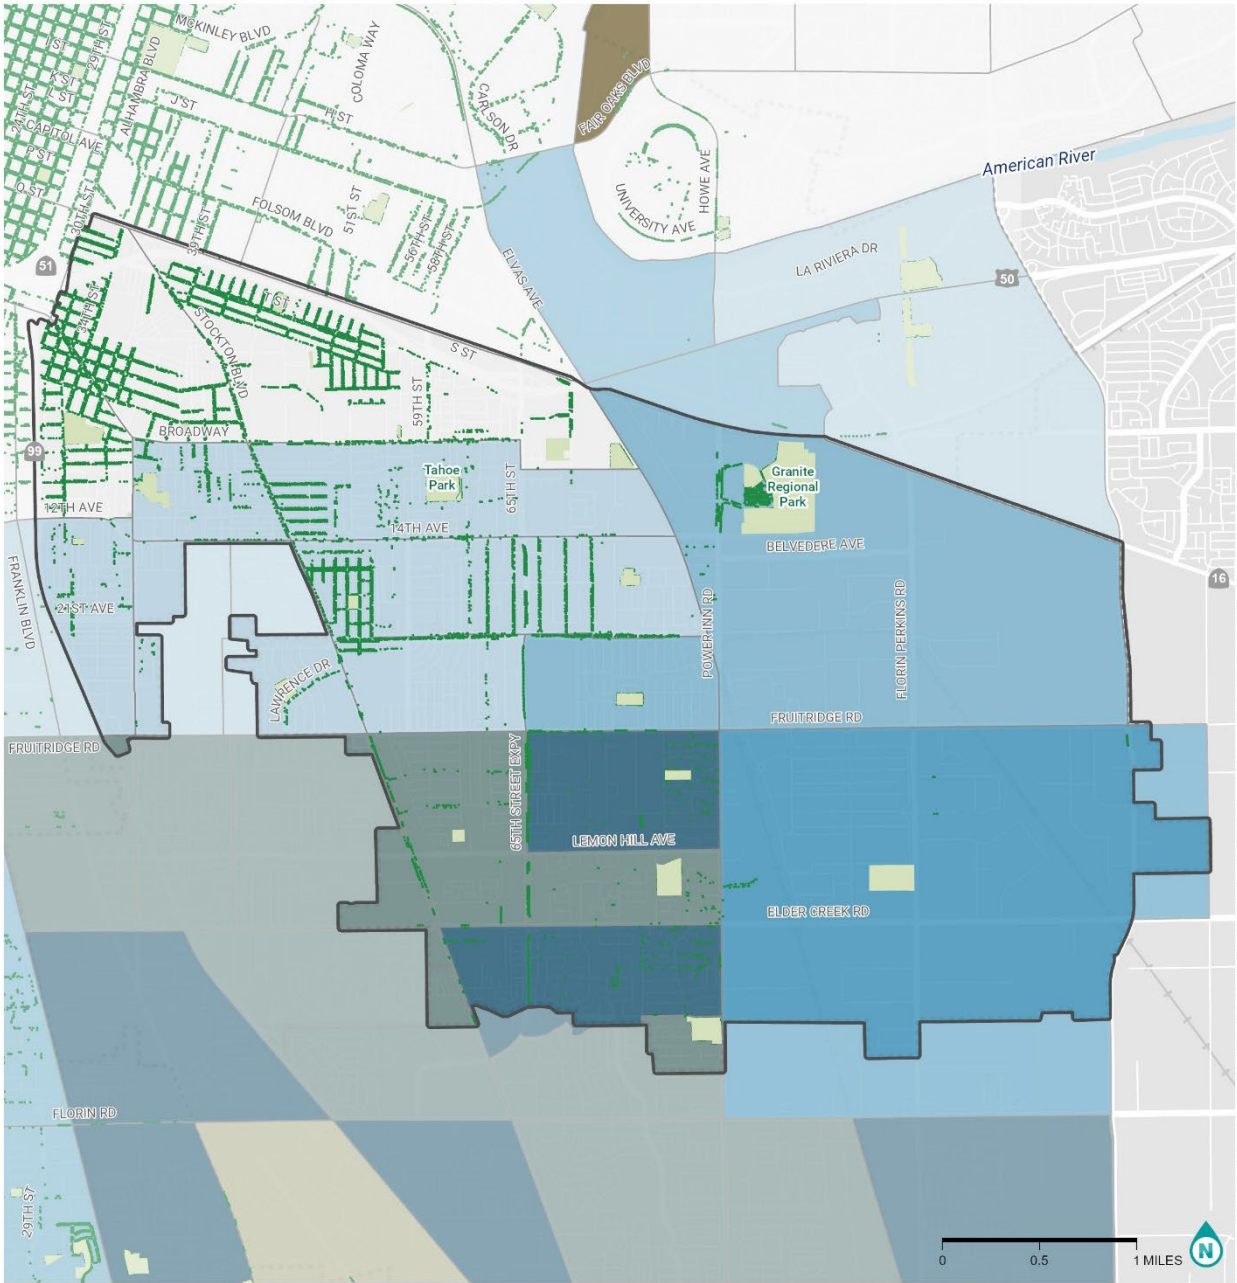 MCKINLEY BLVD
29TH ST
I ST
K ST
L ST
24TH ST
ALHAMBRA BLVD
COLOMA WAY
J ST
H ST
CARLSON DR
FAIR OAKS BLVD
CAPITOL AVE
P ST
Q ST
30TH ST
39TH ST
FOLSOM BLVD
51ST ST
56TH ST
58TH ST
HOWE AVE
UNIVERSITY AVE
American River
ELVAS AVE
LA RIVIERA DR
51
50
34TH ST
T ST
STOCKTON BLVD
S ST
59TH ST
BROADWAY
99
Tahoe
Park
65TH ST
Granite
Regional
Park
12TH AVE
14TH AVE
BELVEDERE AVE
FRANKLIN BLVD
21ST AVE
16
POWER INN RD
FLORIN PERKINS RD
LAWRENCE DR
FRUITRIDGE RD
FRUITRIDGE RD
65TH STREET EXPY
LEMON HILL AVE
ELDER CREEK RD
FLORIN RD
29TH ST
0
0.5
1 MILES
N